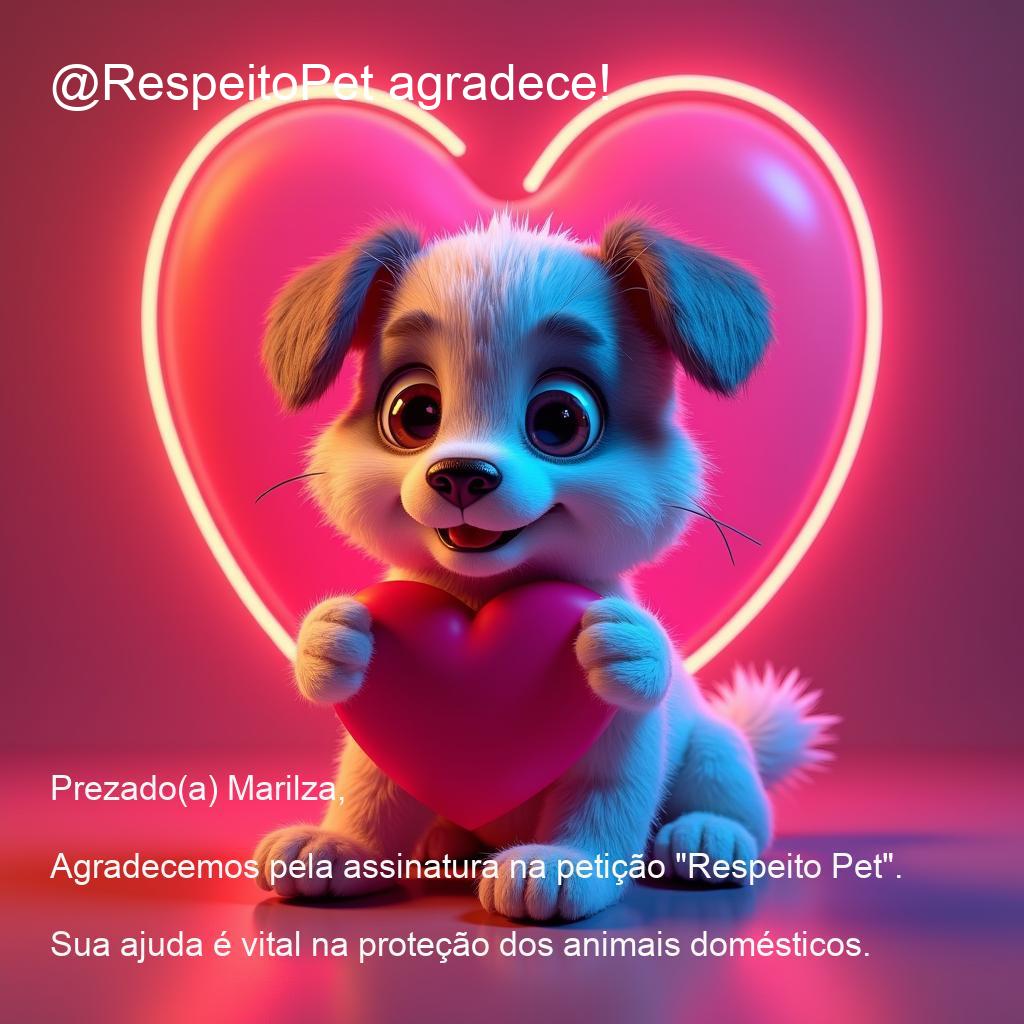 @RespeitoPet agradece!
Prezado(a) Marilza,
Agradecemos pela assinatura na petição "Respeito Pet".
Sua ajuda é vital na proteção dos animais domésticos.